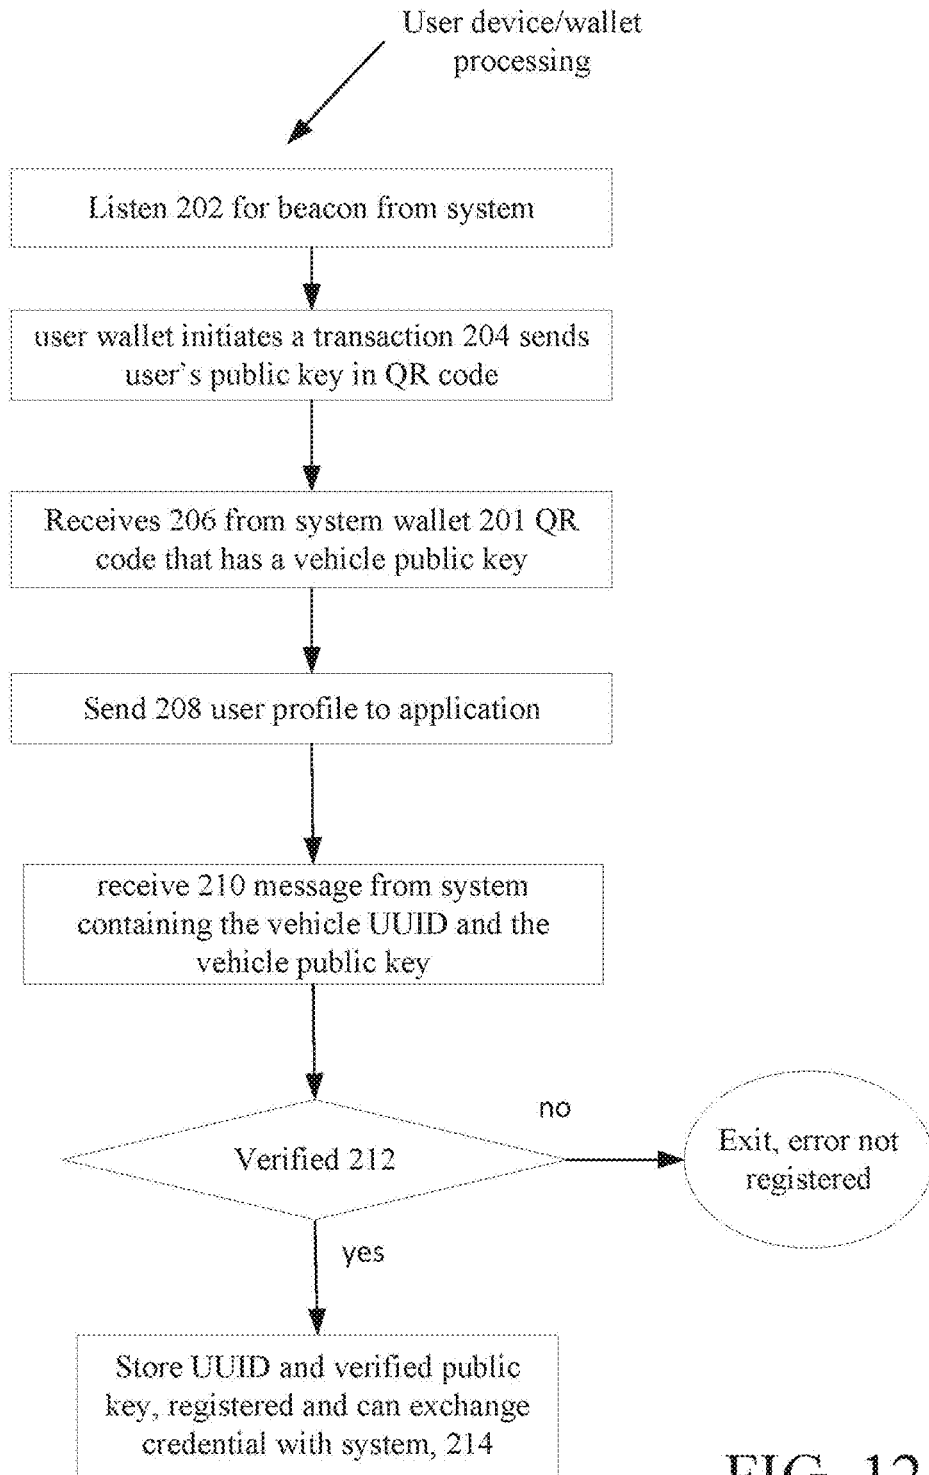 User device/wallet
processing
Listen 202 for beacon from system
user wallet initiates a transaction 204 sends
user's public key in QR code
Receives 206 from system wallet 201 QR
code that has a vehicle public key
Send 208 user profile to application
receive 210 message from system
containing the vehicle UUID and the
vehicle public key
Verified 212
no
Exit, error not
registered
yes
Store UUID and verified public
key, registered and can exchange
credential with system, 214
FIG. 12